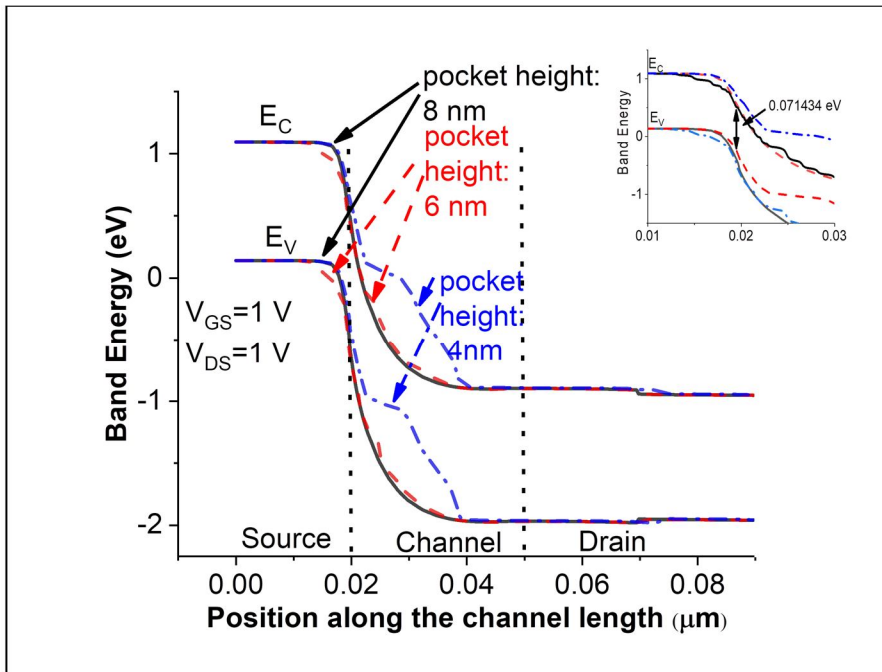 pocket height:
8 nm
E_C
pocket
height:
6 nm
E_V
pocket
height:
4nm
V_GS=1 V
V_DS=1 V
Source
Channel
Drain
1
0
-1
-2
Band Energy (eV)
0.00
0.02
0.04
0.06
0.08
Position along the channel length (μm)
E_C
E_V
0.071434 eV
1
0
-1
Band Energy
0.01
0.02
0.03